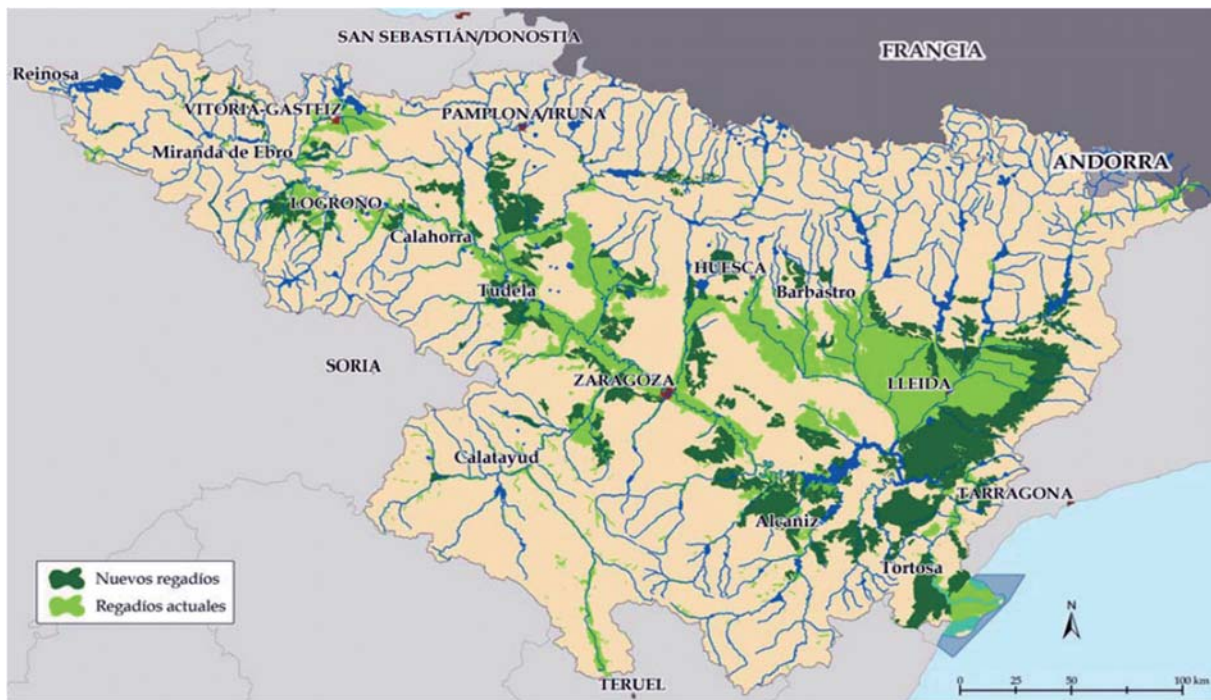 SAN SEBASTIÁN/DONOSTIA
FRANCIA
Reinosa
VITORIA-GASTEIZ
PAMPLONA/IRUÑA
Miranda de Ebro
ANDORRA
LOGROÑO
Calahorra
HUESCA
Tudela
Barbastro
SORIA
ZARAGOZA
LLEIDA
Calatayud
TARRAGONA
Alcañiz
Tortosa
Nuevos regadíos
Regadíos actuales
N
0 25 50 100 km
TERUEL